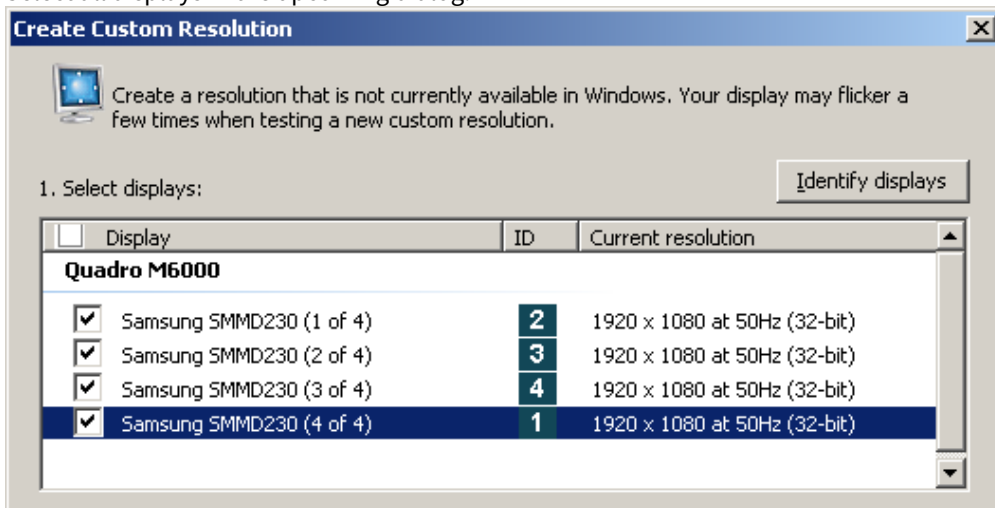 Create Custom Resolution
Create a resolution that is not currently available in Windows. Your display may flicker a
few times when testing a new custom resolution.
Identify displays
1. Select displays:
Display ID Current resolution
Quadro M6000
Samsung SMMD230 (1 of 4) 2 1920 x 1080 at 50Hz (32-bit)
Samsung SMMD230 (2 of 4) 3 1920 x 1080 at 50Hz (32-bit)
Samsung SMMD230 (3 of 4) 4 1920 x 1080 at 50Hz (32-bit)
Samsung SMMD230 (4 of 4) 1 1920 x 1080 at 50Hz (32-bit)